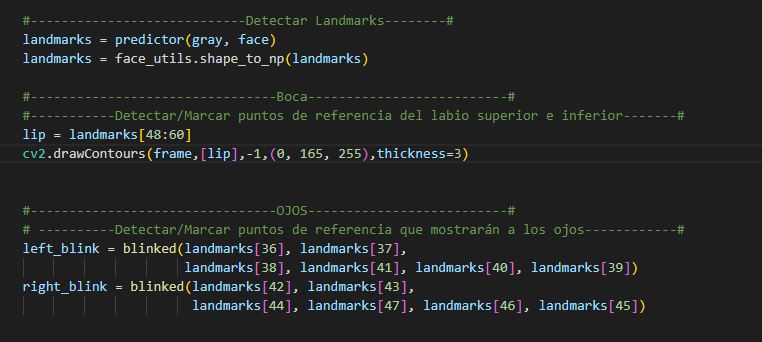 #----------------------------Detectar Landmarks--------#
landmarks = predictor(gray, face)
landmarks = face_utils.shape_to_np(landmarks)
#--------------------------------Boca--------------------------#
#-----------Detectar/Marcar puntos de referencia del labio superior e inferior-------#
lip = landmarks[48:60]
cv2.drawContours(frame,[lip],-1,(0, 165, 255),thickness=3)
#--------------------------------OJOS--------------------------#
# ----------Detectar/Marcar puntos de referencia que mostrarán a los ojos------------#
left_blink = blinked(landmarks[36], landmarks[37],
landmarks[38], landmarks[41], landmarks[40], landmarks[39])
right_blink = blinked(landmarks[42], landmarks[43],
landmarks[44], landmarks[47], landmarks[46], landmarks[45])